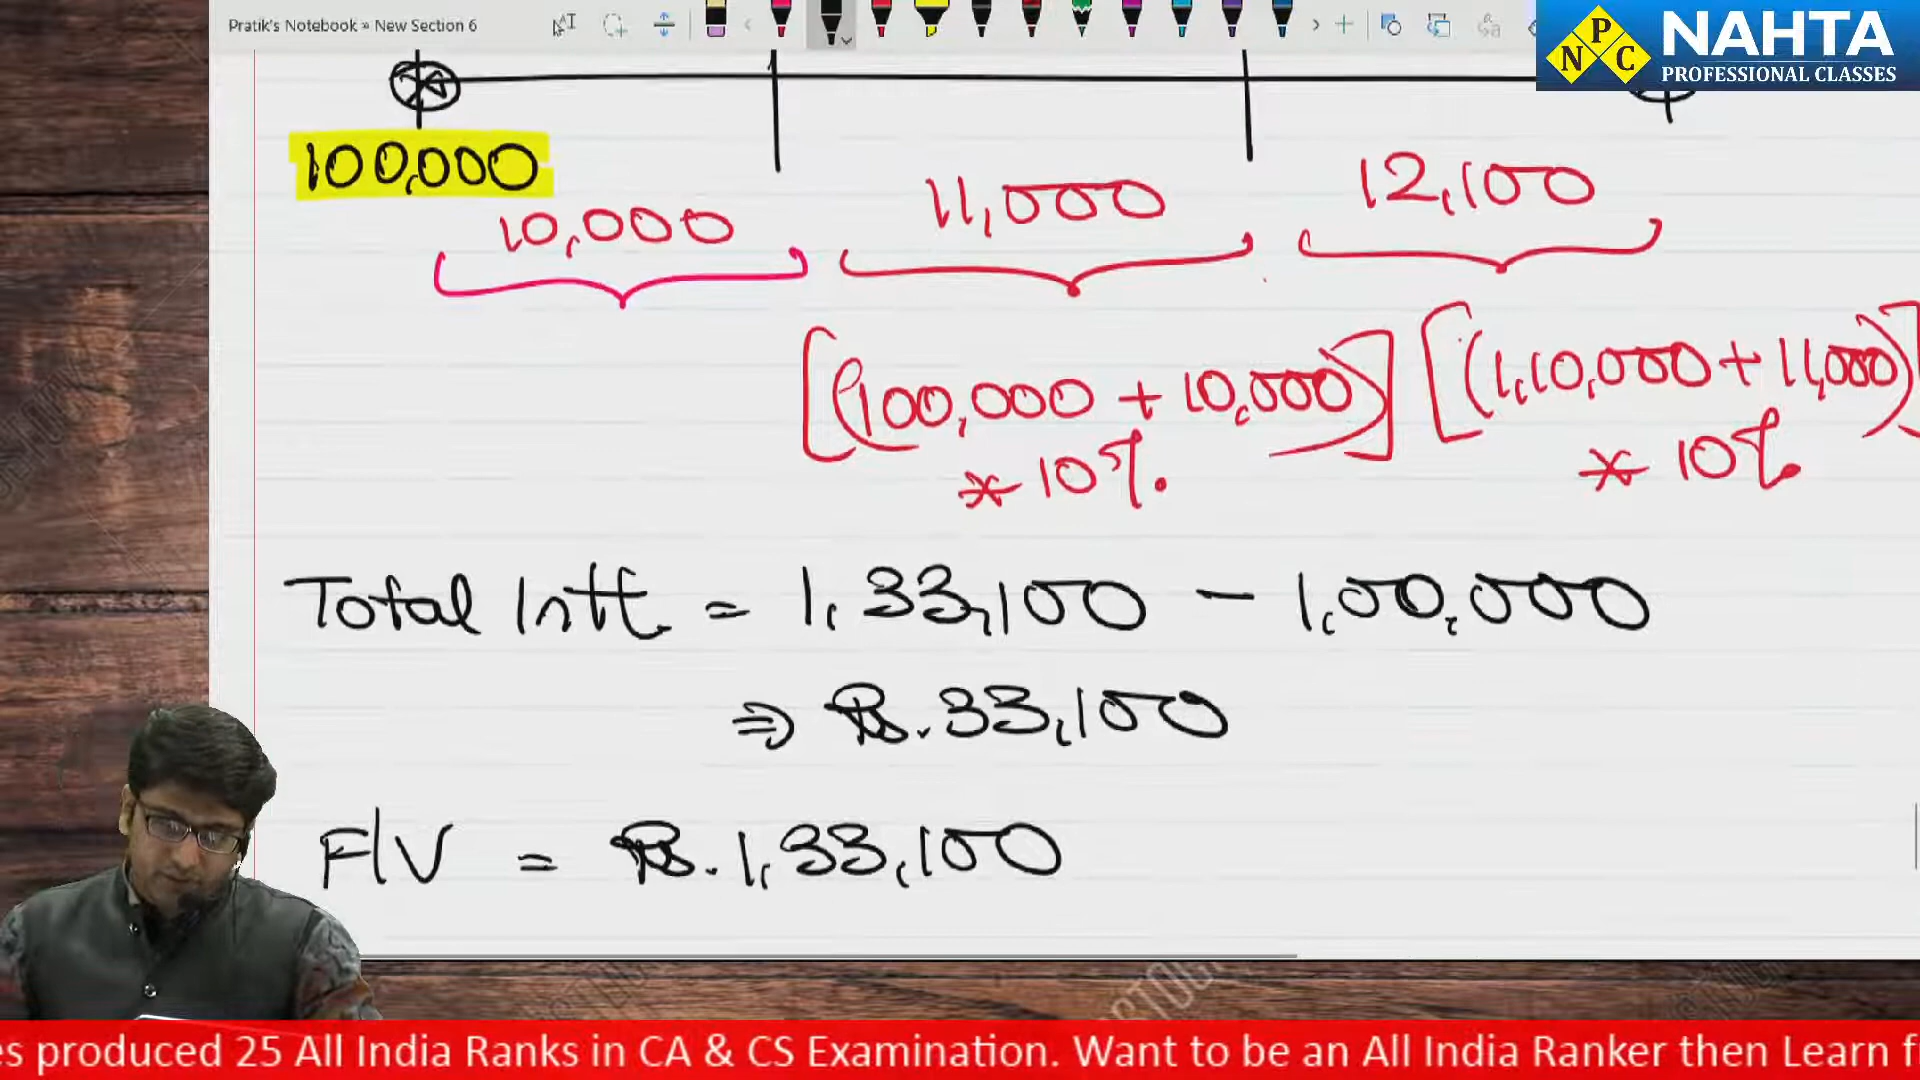 Pratik's Notebook » New Section 6
NPC
NAHTA
PROFESSIONAL CLASSES
100,000
10,000
11,000
12,100
[(100,000 + 10,000)]
* 10%.
[(1,10,000 + 11,000)]
* 10%.
Total Intt. = 1,33,100 - 1,00,000
⇒ Rs. 33,100
F/V = Rs. 1,33,100
es produced 25 All India Ranks in CA & CS Examination. Want to be an All India Ranker then Learn f